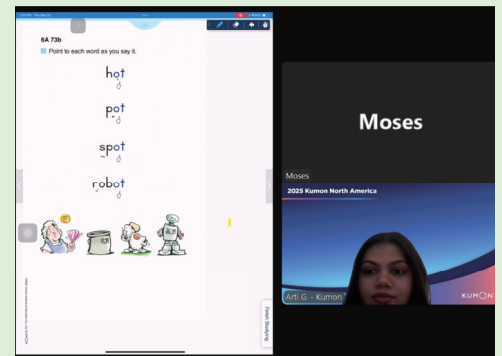 6A 73b
Point to each word as you say it.
hot
pot
spot
robot
Finish Studying
Moses
Moses
2025 Kumon North America
Arti G. - Kumon
KUMON